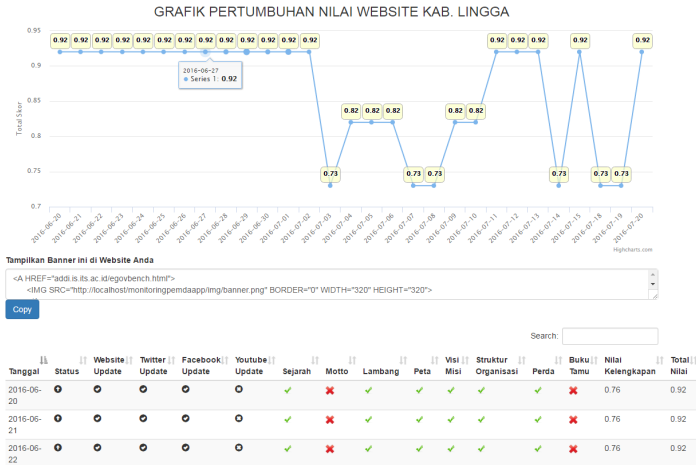 GRAFIK PERTUMBUHAN NILAI WEBSITE KAB. LINGGA
0.95
0.9
0.85
0.8
0.75
0.7
Total Skor
0.92 0.92 0.92 0.92 0.92 0.92 0.92 0.92 0.92 0.92 0.92 0.92 0.92 0.73 0.82 0.82 0.82 0.73 0.73 0.82 0.82 0.92 0.92 0.92 0.73 0.92 0.73 0.73 0.92
2016-06-27
Series 1: 0.92
2016-06-20 2016-06-21 2016-06-22 2016-06-23 2016-06-24 2016-06-25 2016-06-26 2016-06-27 2016-06-28 2016-06-29 2016-06-30 2016-07-01 2016-07-02 2016-07-03 2016-07-04 2016-07-05 2016-07-06 2016-07-07 2016-07-08 2016-07-09 2016-07-10 2016-07-11 2016-07-12 2016-07-13 2016-07-14 2016-07-15 2016-07-18 2016-07-19 2016-07-20
Highcharts.com
Tampilkan Banner ini di Website Anda
<A HREF="addi.is.its.ac.id/egovbench.html">
<IMG SRC="http://localhost/monitoringpemdaapp/img/banner.png" BORDER="0" WIDTH="320" HEIGHT="320">
Copy
Search:
Tanggal Status Website Update Twitter Update Facebook Update Youtube Update Sejarah Motto Lambang Peta Visi Misi Struktur Organisasi Perda Buku Tamu Nilai Kelengkapan Total Nilai
2016-06-20 0.76 0.92
2016-06-21 0.76 0.92
2016-06-22 0.76 0.92